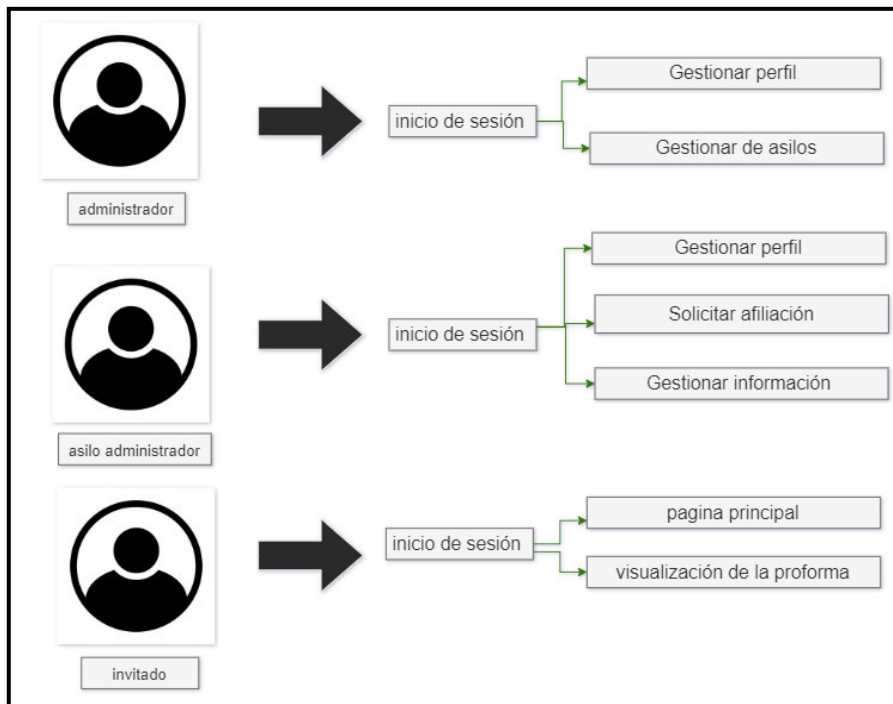 administrador
inicio de sesión
Gestionar perfil
Gestionar de asilos
asilo administrador
inicio de sesión
Gestionar perfil
Solicitar afiliación
Gestionar información
invitado
inicio de sesión
pagina principal
visualización de la proforma